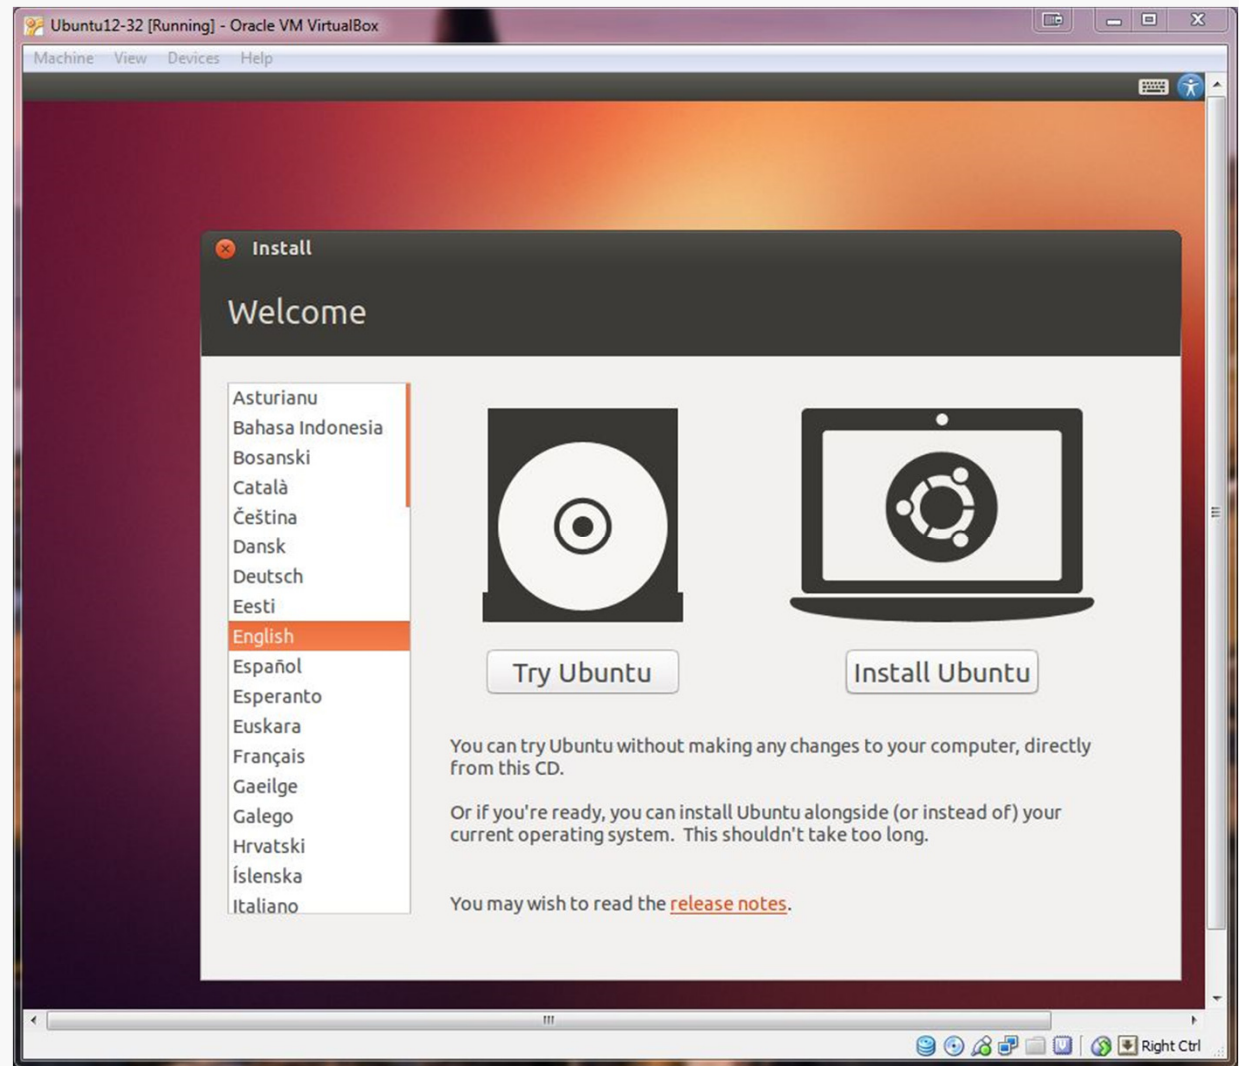 Ubuntu12-32 [Running] - Oracle VM VirtualBox
Machine View Devices Help
Install
Welcome
Asturianu
Bahasa Indonesia
Bosanski
Català
Čeština
Dansk
Deutsch
Eesti
English
Español
Esperanto
Euskara
Français
Gaeilge
Galego
Hrvatski
Íslenska
Italiano
Try Ubuntu
Install Ubuntu
You can try Ubuntu without making any changes to your computer, directly
from this CD.
Or if you're ready, you can install Ubuntu alongside (or instead of) your
current operating system. This shouldn't take too long.
You may wish to read the release notes.
Right Ctrl